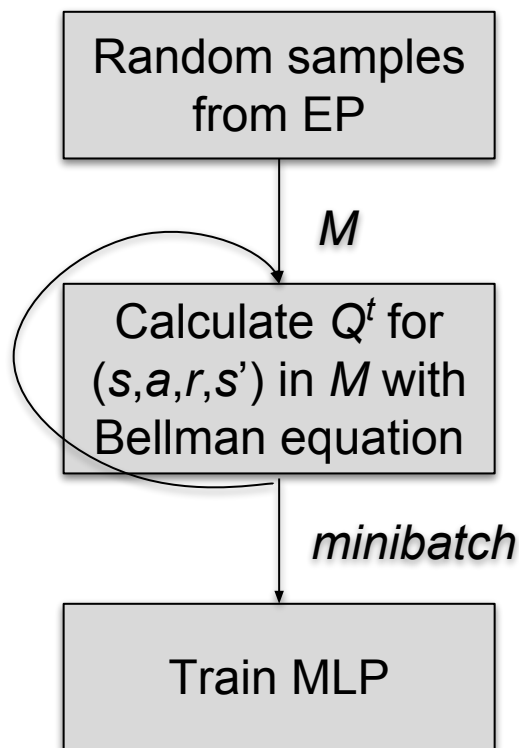 Random samples
from EP
M
Calculate Qᵗ for
(s,a,r,s’) in M with
Bellman equation
minibatch
Train MLP